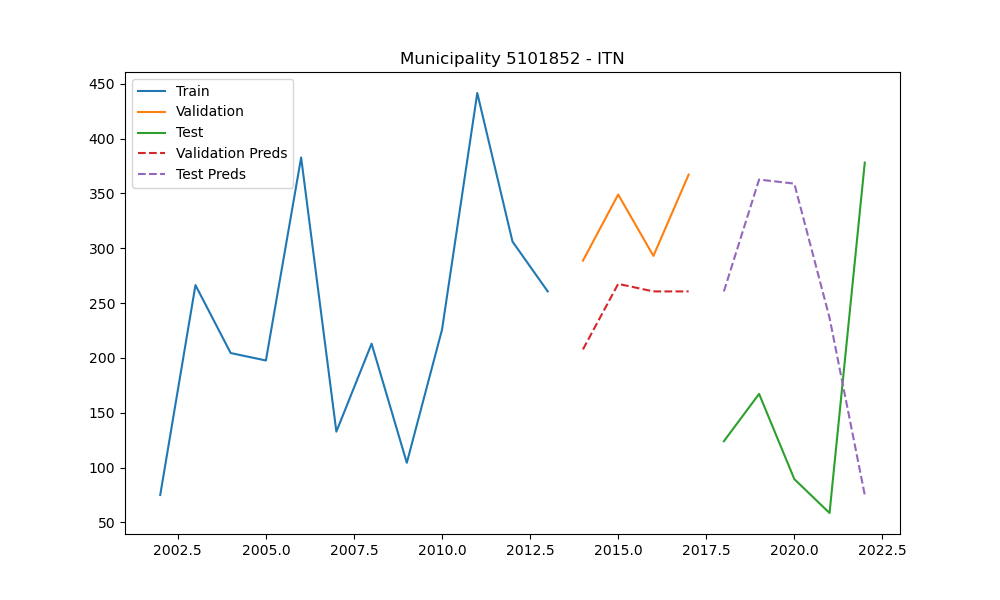 Municipality 5101852 - ITN
450
400
350
300
250
200
150
100
50
Train
Validation
Test
Validation Preds
Test Preds
2002.5 2005.0 2007.5 2010.0 2012.5 2015.0 2017.5 2020.0 2022.5